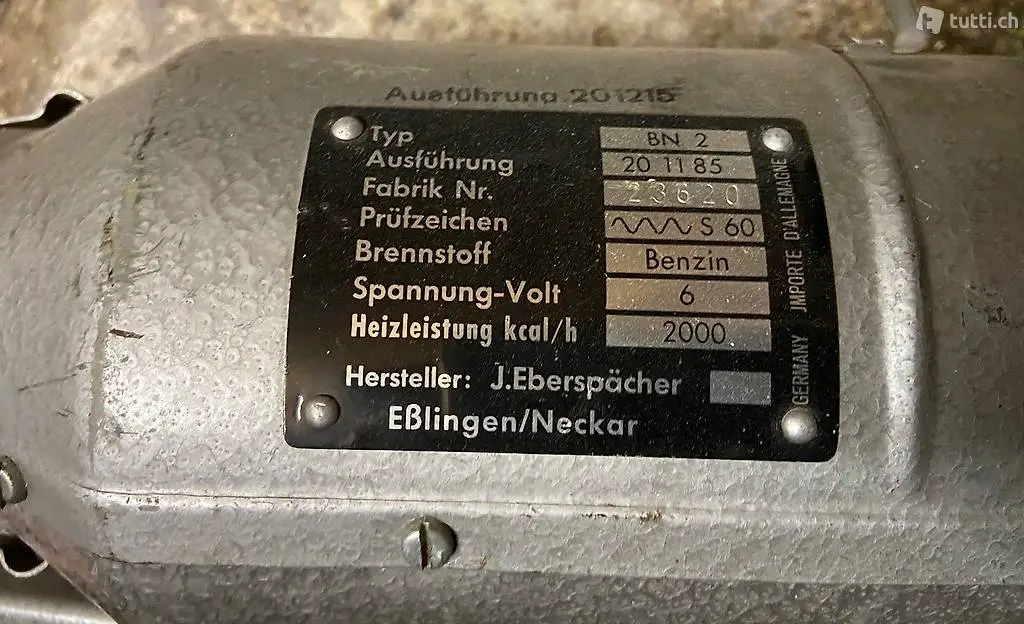 tutti.ch
Ausführung 201215
Typ BN 2
Ausführung 20 11 85
Fabrik Nr. 23620
Prüfzeichen S 60
Brennstoff Benzin
Spannung-Volt 6
Heizleistung kcal/h 2000
Hersteller: J.Eberspächer
Eßlingen/Neckar
GERMANY JMPORTE D'ALLEMAGNE